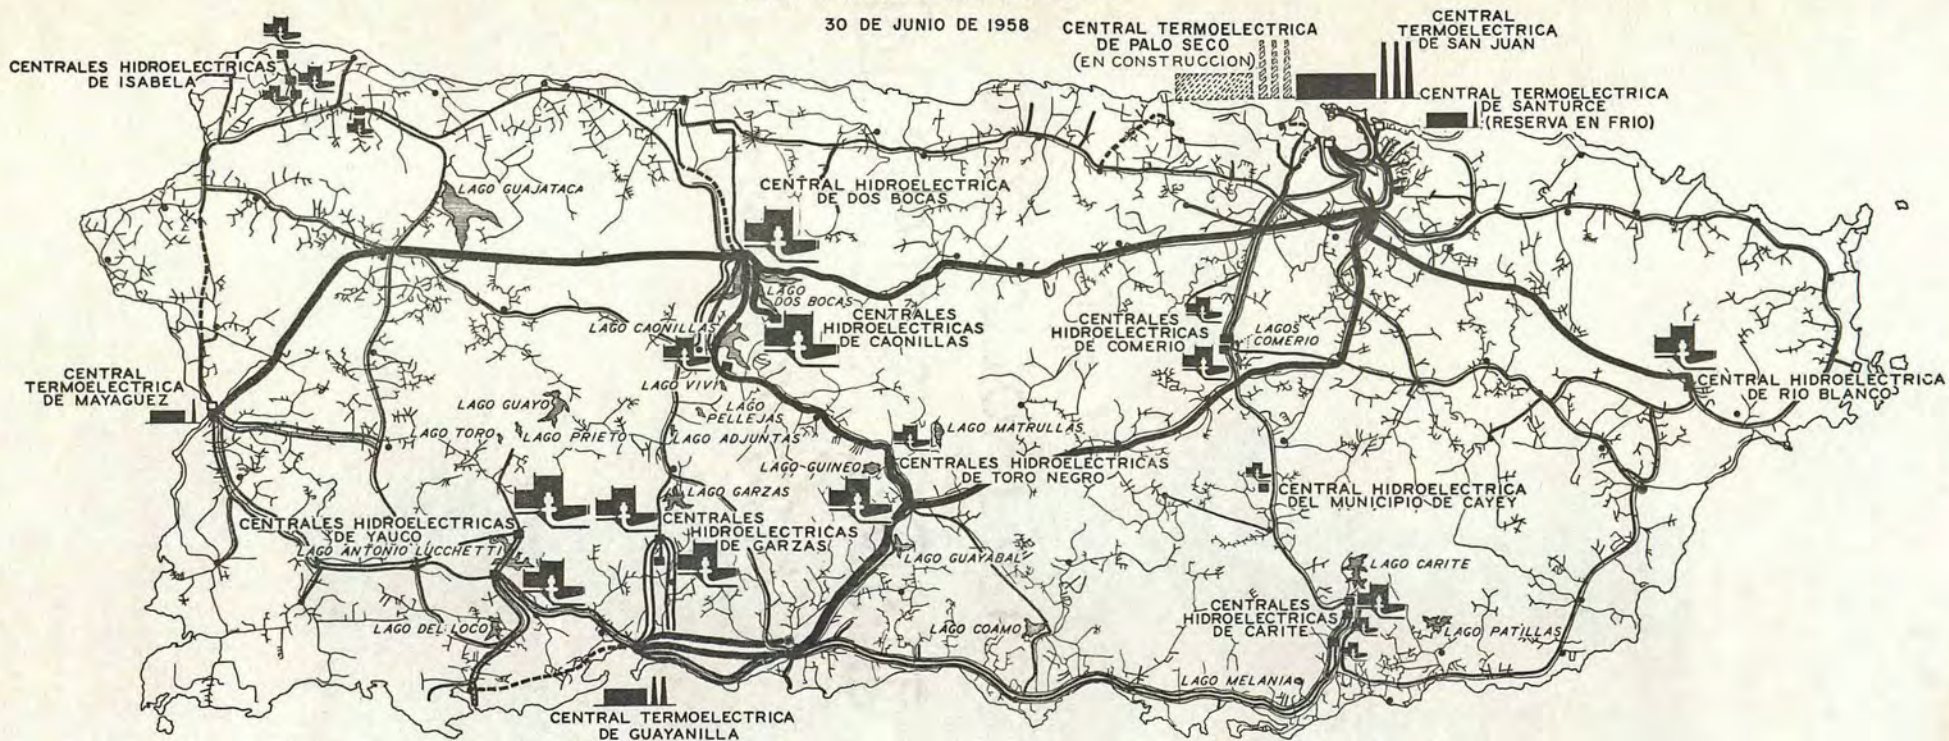 30 DE JUNIO DE 1958
CENTRAL TERMOELECTRICA
DE PALO SECO
(EN CONSTRUCCION)
CENTRAL
TERMOELECTRICA
DE SAN JUAN
CENTRAL TERMOELECTRICA
DE SANTURCE
(RESERVA EN FRIO)
CENTRALES HIDROELECTRICAS
DE ISABELA
LAGO GUAJATACA
CENTRAL HIDROELECTRICA
DE DOS BOCAS
LAGO
DOS BOCAS
CENTRALES
HIDROELECTRICAS
DE CAONILLAS
LAGO CAONILLAS
CENTRALES
HIDROELECTRICAS
DE COMERIO
LAGOS
COMERIO
CENTRAL
TERMOELECTRICA
DE MAYAGUEZ
LAGO VIVI
LAGO
PELLEJAS
CENTRAL HIDROELECTRICA
DE RIO BLANCO
LAGO GUAYO
LAGO TORO
LAGO PRIETO
LAGO ADJUNTAS
LAGO MATRULLAS
LAGO GUINEO
CENTRALES HIDROELECTRICAS
DE TORO NEGRO
LAGO GARZAS
CENTRAL HIDROELECTRICA
DEL MUNICIPIO DE CAYEY
CENTRALES HIDROELECTRICAS
DE YAUCO
LAGO ANTONIO LUCCHETTI
CENTRALES
HIDROELECTRICAS
DE GARZAS
LAGO GUAYABAL
LAGO CARITE
CENTRALES
HIDROELECTRICAS
DE CARITE
LAGO DEL LOCO
LAGO COAMO
LAGO PATILLAS
LAGO MELANIA
CENTRAL TERMOELECTRICA
DE GUAYANILLA